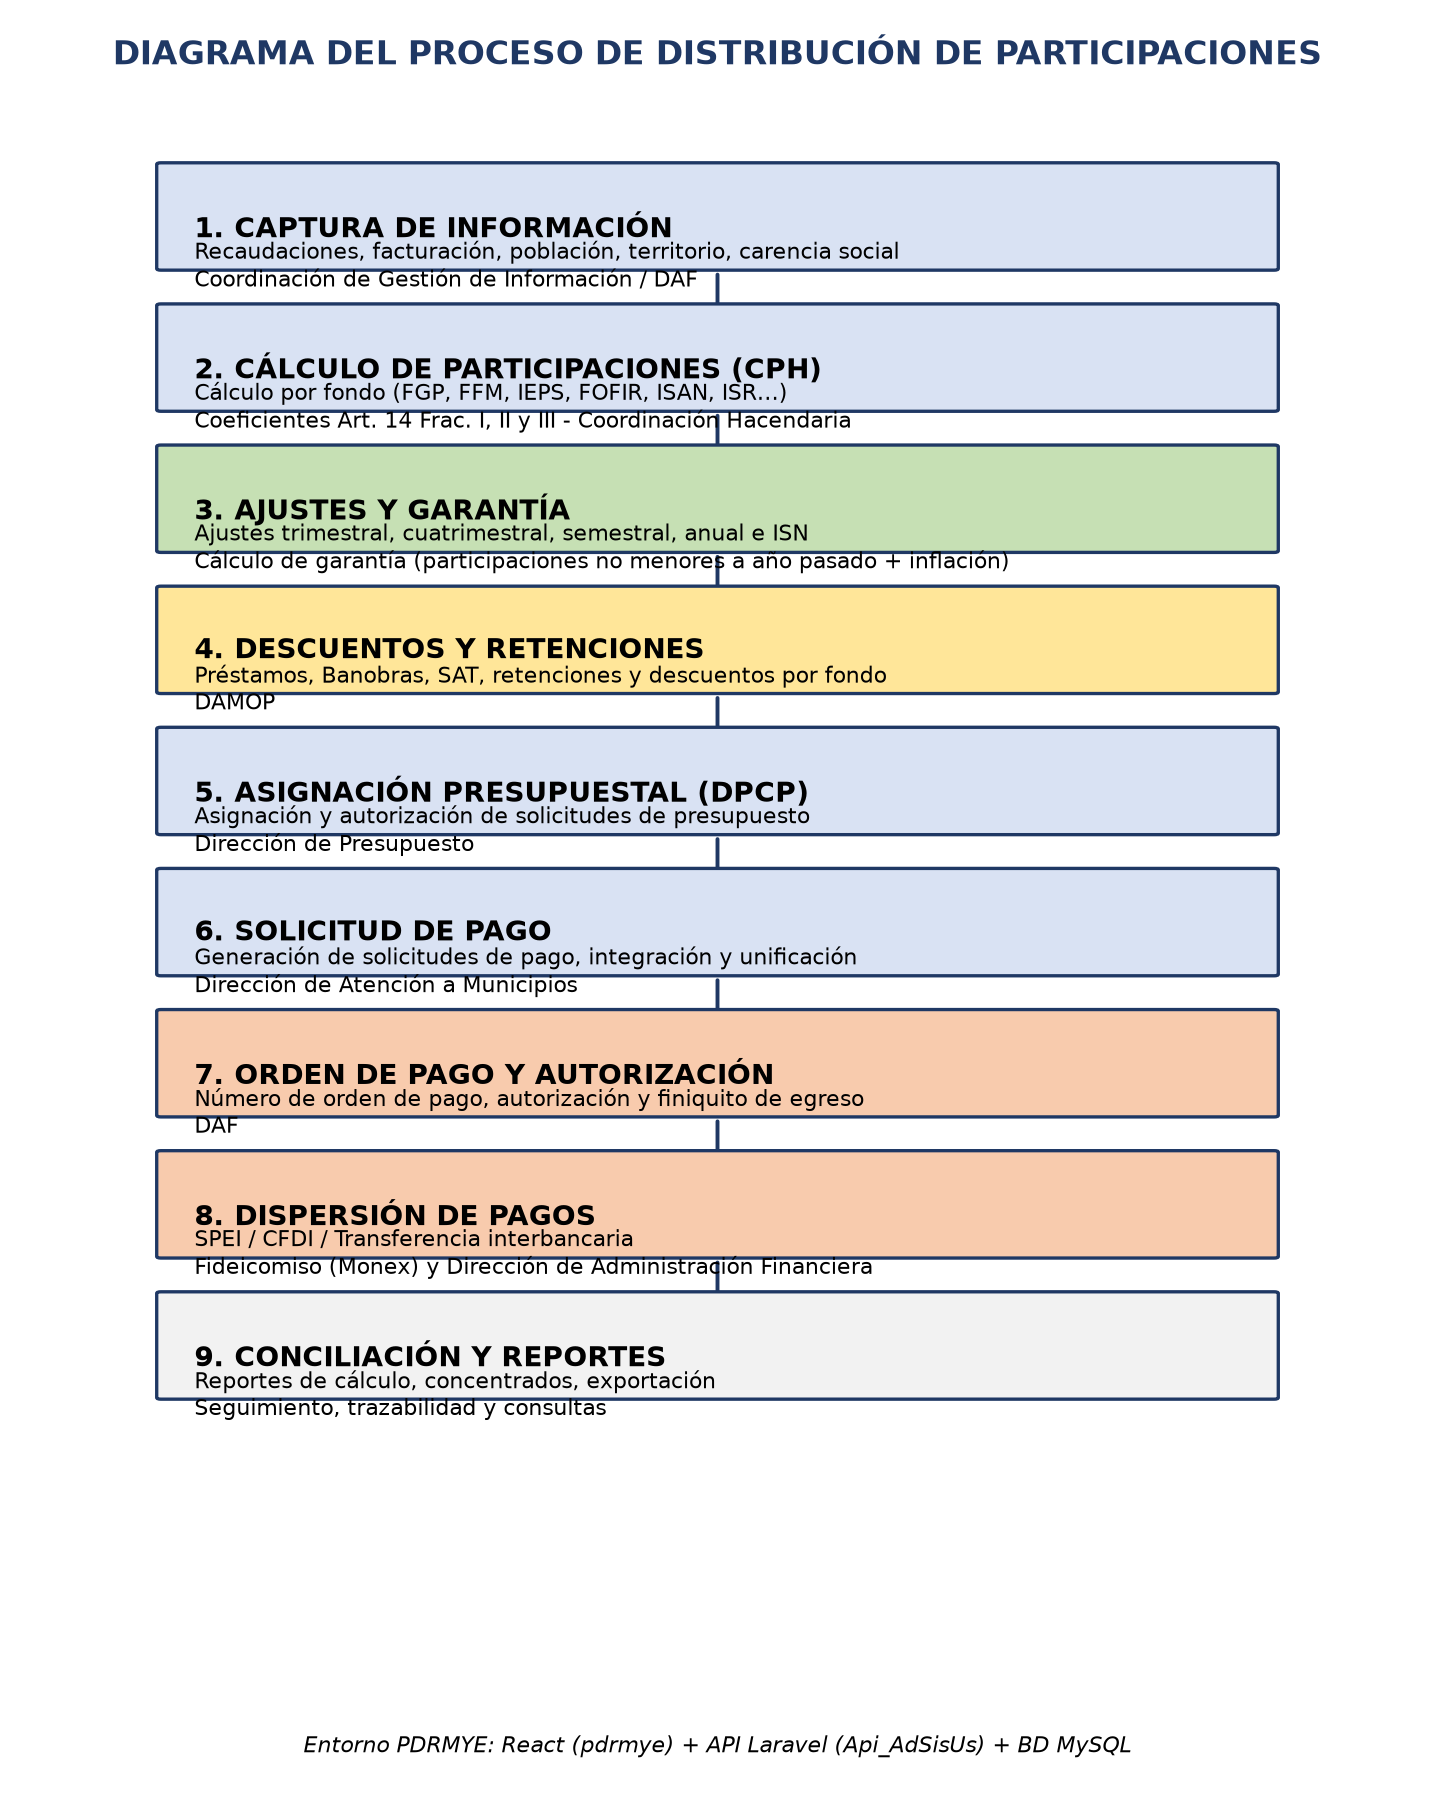 DIAGRAMA DEL PROCESO DE DISTRIBUCIÓN DE PARTICIPACIONES
1. CAPTURA DE INFORMACIÓN
Recaudaciones, facturación, población, territorio, carencia social
Coordinación de Gestión de Información / DAF
2. CÁLCULO DE PARTICIPACIONES (CPH)
Cálculo por fondo (FGP, FFM, IEPS, FOFIR, ISAN, ISR...)
Coeficientes Art. 14 Frac. I, II y III - Coordinación Hacendaria
3. AJUSTES Y GARANTÍA
Ajustes trimestral, cuatrimestral, semestral, anual e ISN
Cálculo de garantía (participaciones no menores a año pasado + inflación)
4. DESCUENTOS Y RETENCIONES
Préstamos, Banobras, SAT, retenciones y descuentos por fondo
DAMOP
5. ASIGNACIÓN PRESUPUESTAL (DPCP)
Asignación y autorización de solicitudes de presupuesto
Dirección de Presupuesto
6. SOLICITUD DE PAGO
Generación de solicitudes de pago, integración y unificación
Dirección de Atención a Municipios
7. ORDEN DE PAGO Y AUTORIZACIÓN
Número de orden de pago, autorización y finiquito de egreso
DAF
8. DISPERSIÓN DE PAGOS
SPEI / CFDI / Transferencia interbancaria
Fideicomiso (Monex) y Dirección de Administración Financiera
9. CONCILIACIÓN Y REPORTES
Reportes de cálculo, concentrados, exportación
Seguimiento, trazabilidad y consultas
Entorno PDRMYE: React (pdrmye) + API Laravel (Api_AdSisUs) + BD MySQL